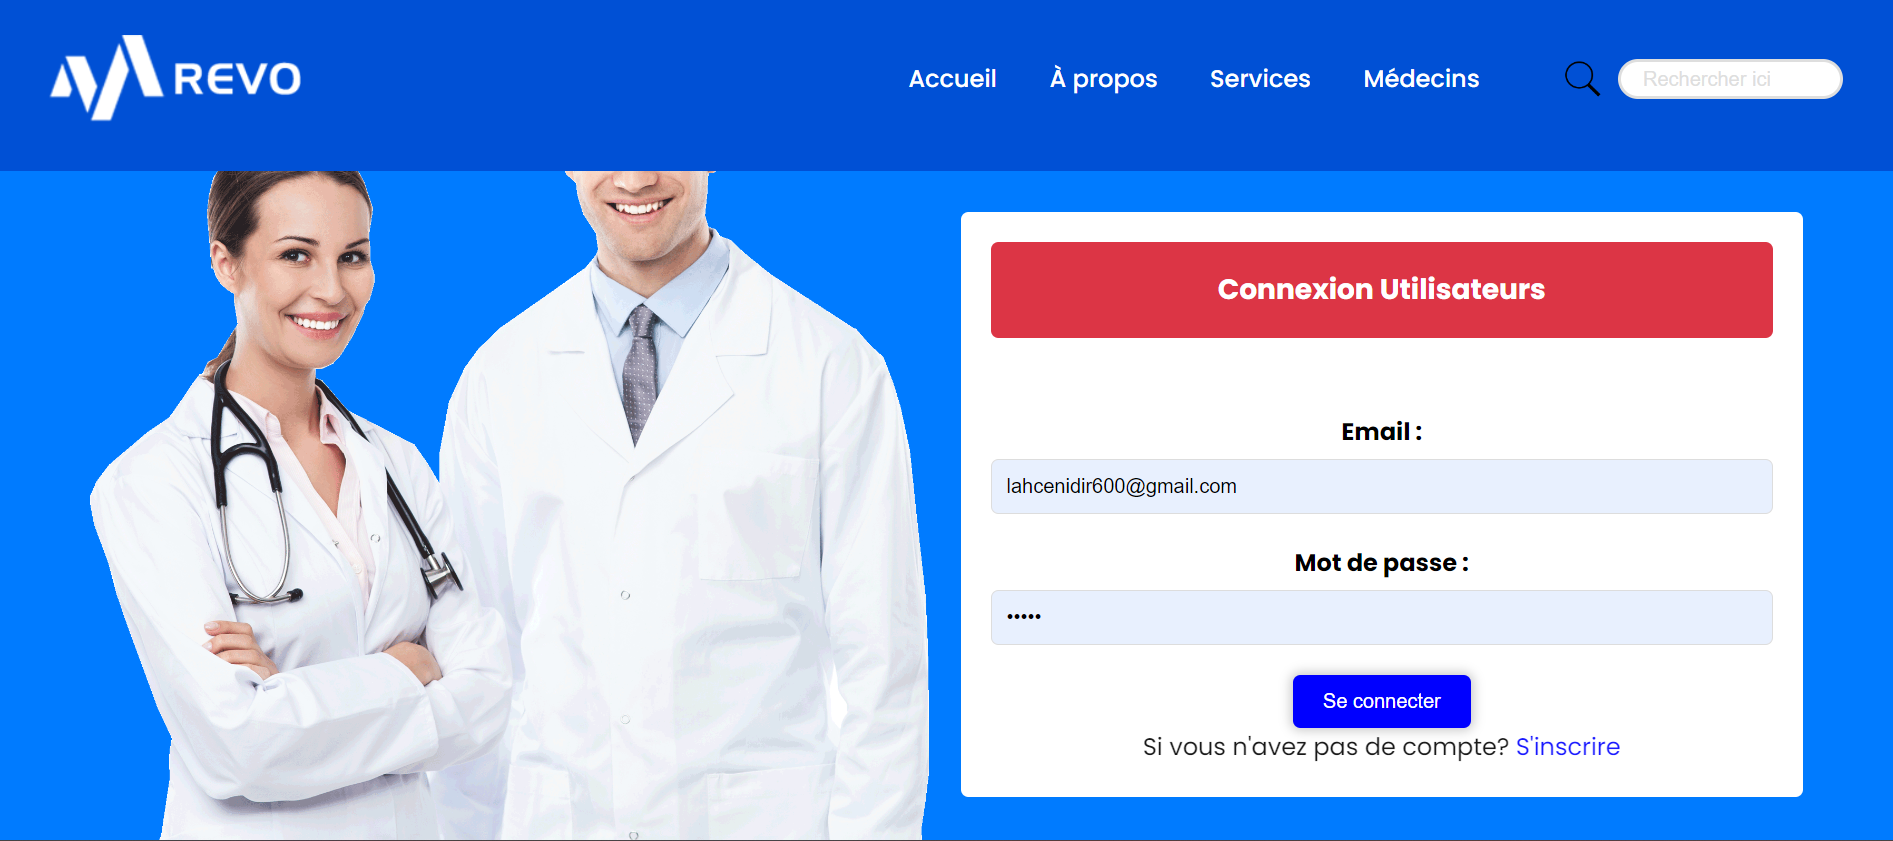 REVO
Accueil À propos Services Médecins
Rechercher ici
Connexion Utilisateurs
Email :
lahcenidir600@gmail.com
Mot de passe :
•••••
Se connecter
Si vous n'avez pas de compte? S'inscrire